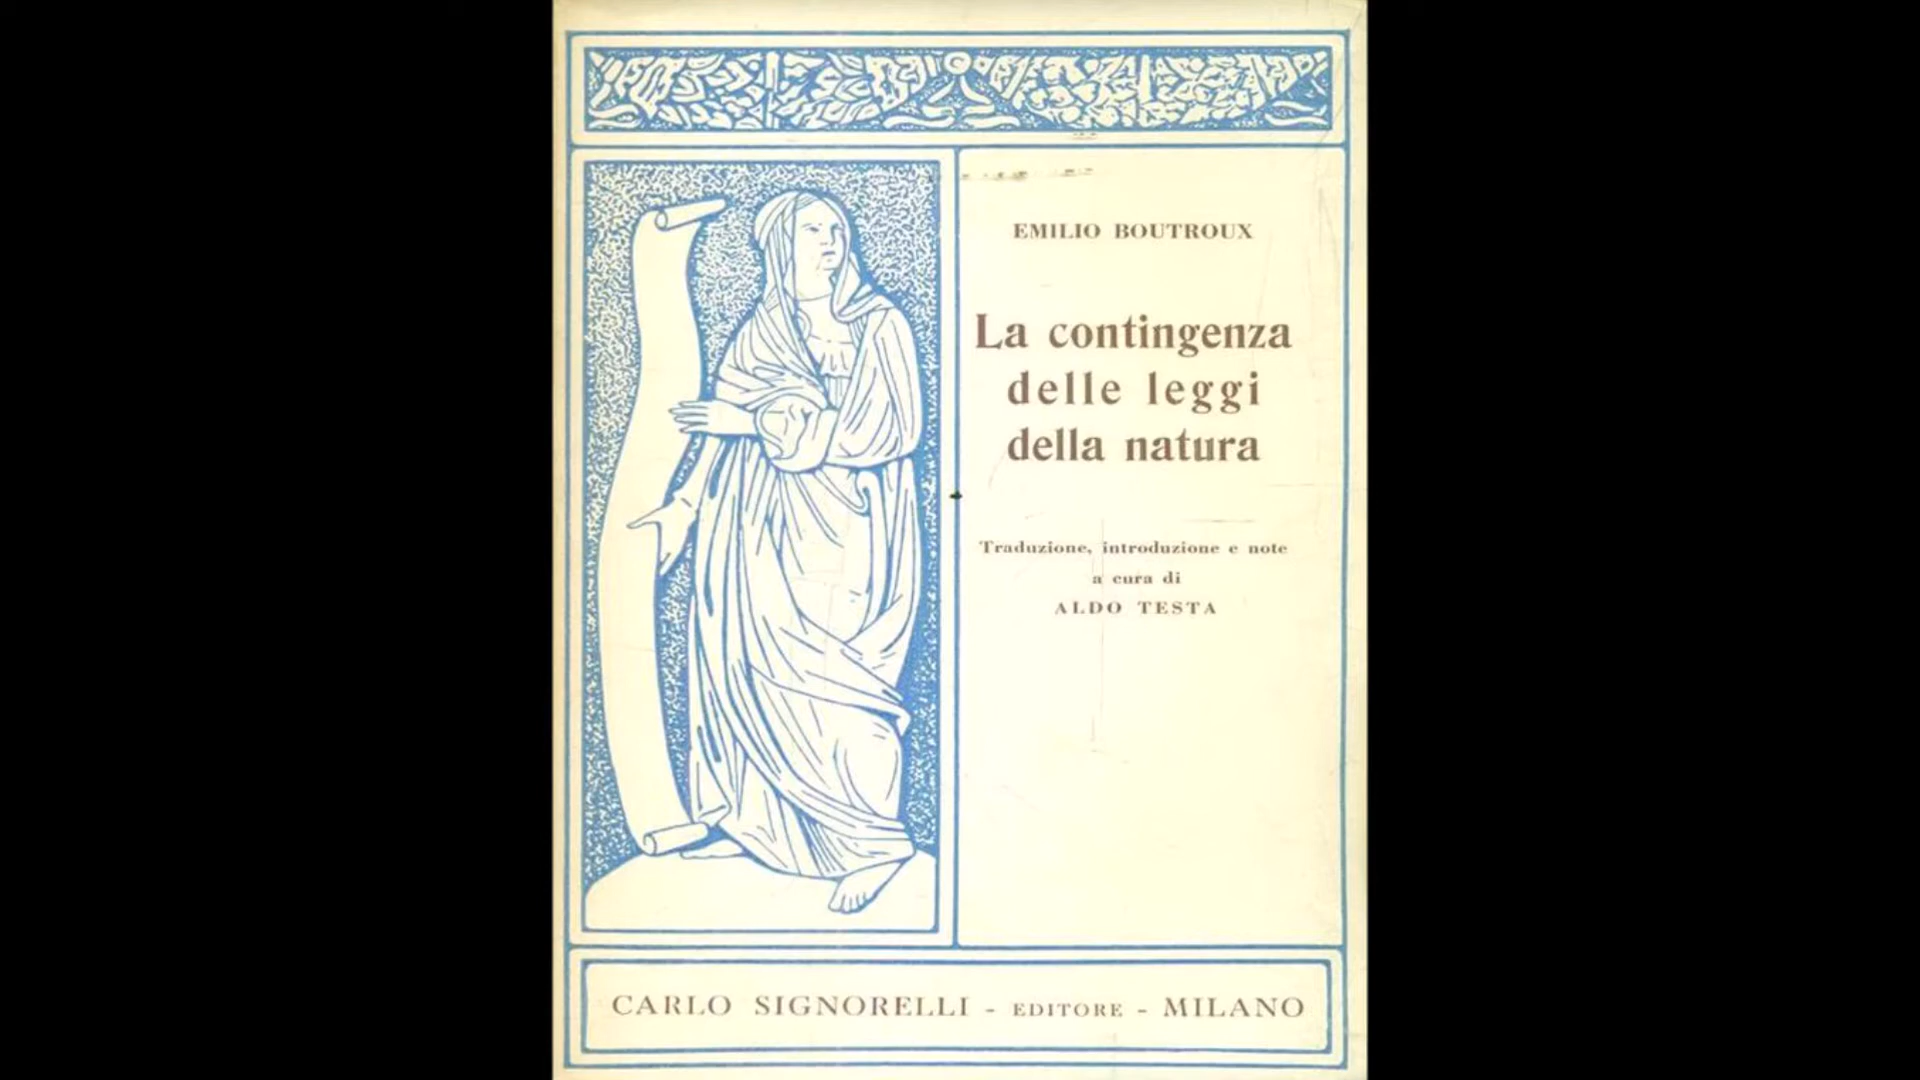 EMILIO BOUTROUX
La contingenza
delle leggi
della natura
Traduzione, introduzione e note
a cura di
ALDO TESTA
CARLO SIGNORELLI - EDITORE - MILANO